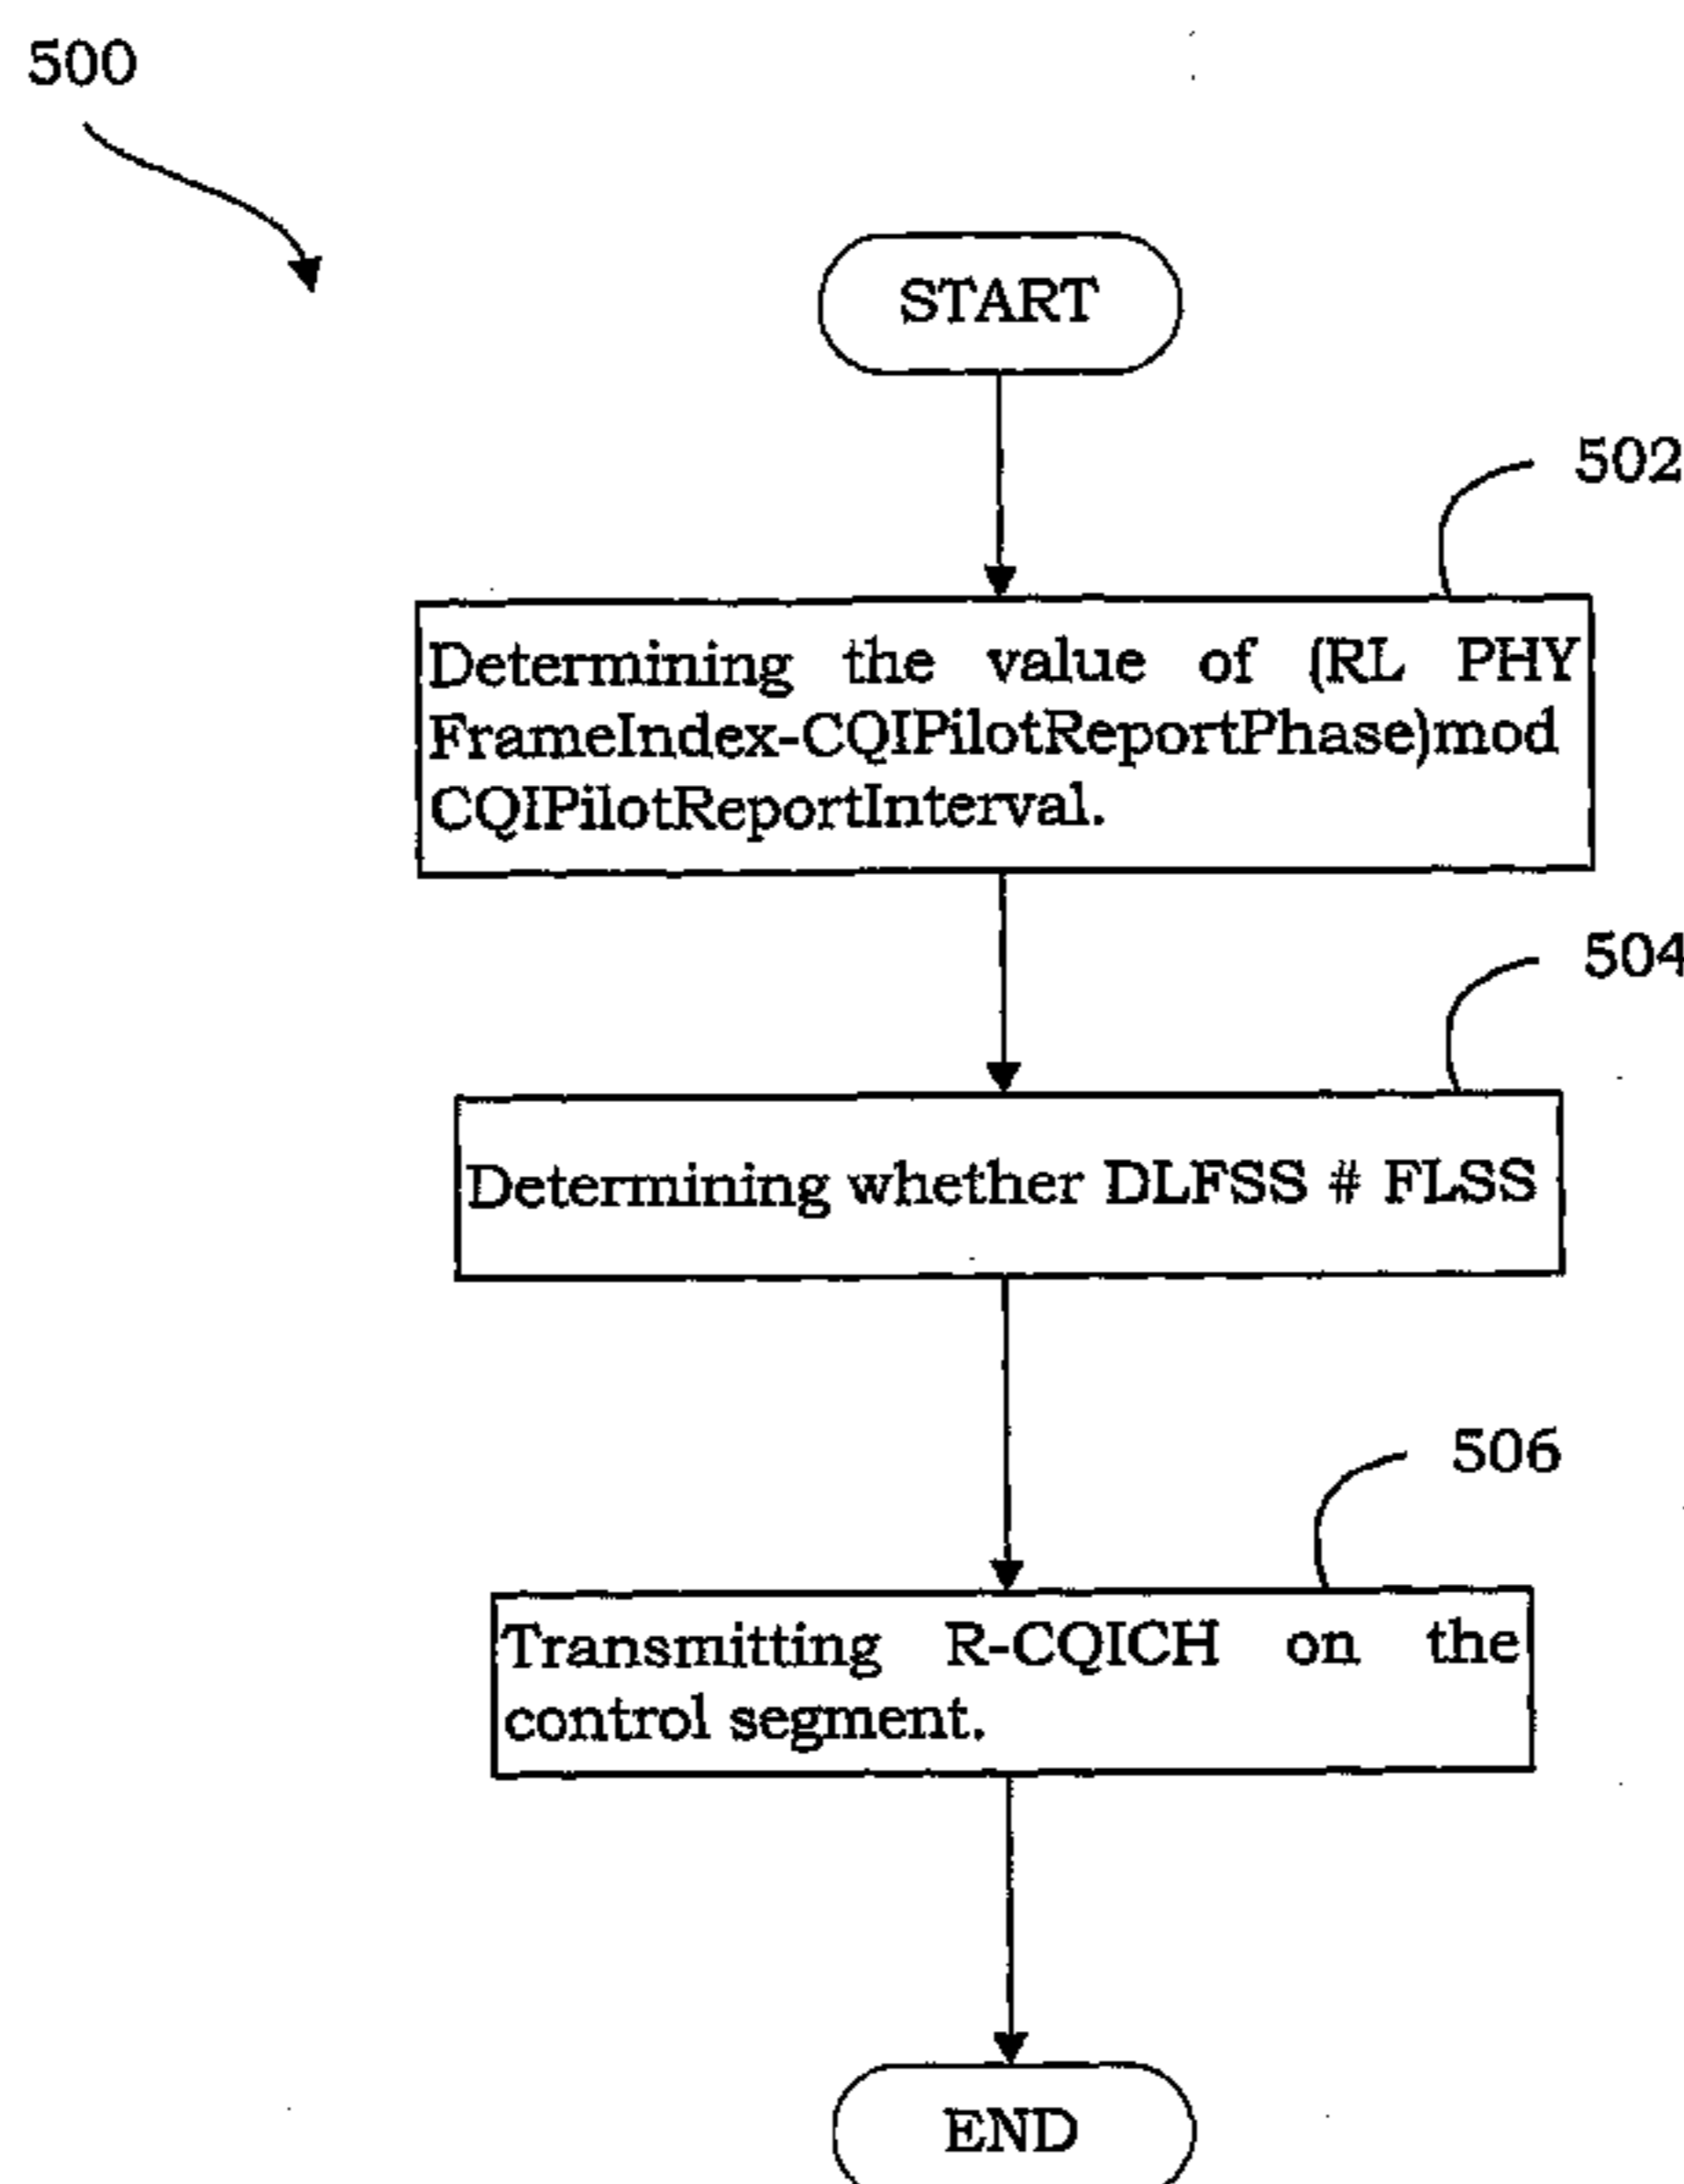 500
START
502
Determining the value of (RL PHY
FrameIndex-CQIPilotReportPhase)mod
CQIPilotReportInterval.
504
Determining whether DLFSS # FLSS
506
Transmitting R-CQICH on the
control segment.
END